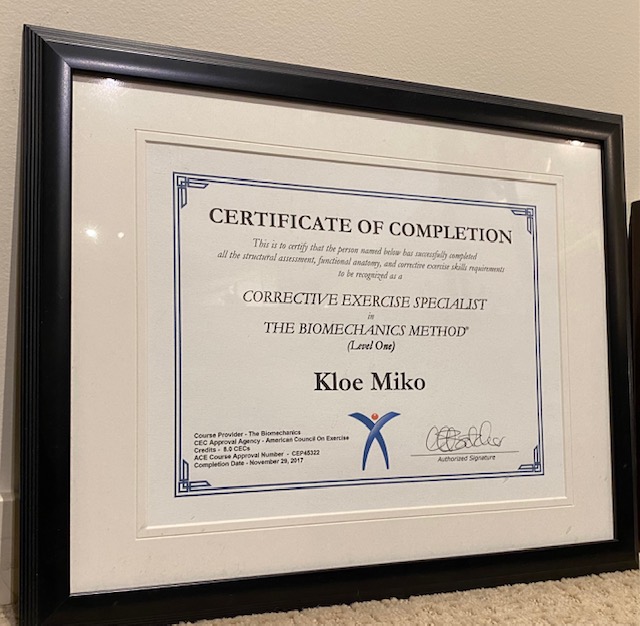 CERTIFICATE OF COMPLETION
This is to certify that the person named below has successfully completed
all the structural assessment, functional anatomy, and corrective exercise skills requirements
to be recognized as a
CORRECTIVE EXERCISE SPECIALIST
in
THE BIOMECHANICS METHOD®
(Level One)
Kloe Miko
Course Provider - The Biomechanics
CEC Approval Agency - American Council On Exercise
Credits - 8.0 CECs
ACE Course Approval Number - CEP45322
Completion Date - November 29, 2017
Authorized Signature